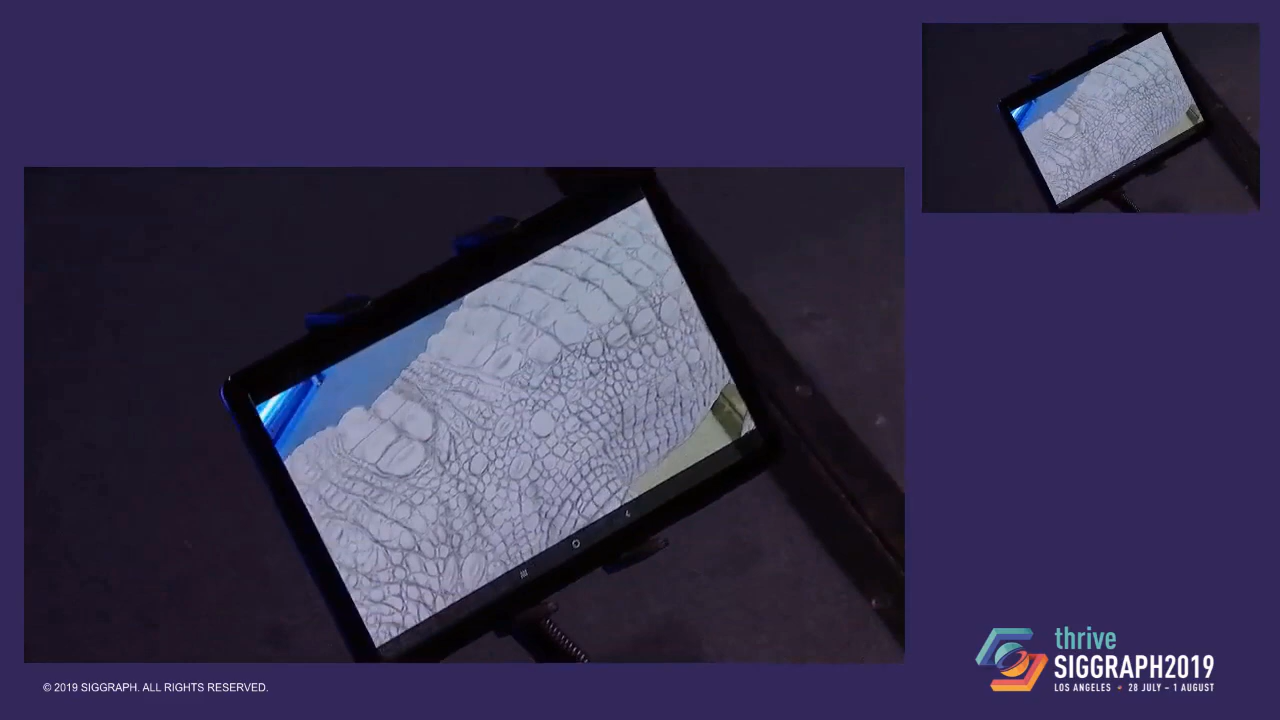 © 2019 SIGGRAPH. ALL RIGHTS RESERVED.
thrive
SIGGRAPH2019
LOS ANGELES • 28 JULY – 1 AUGUST